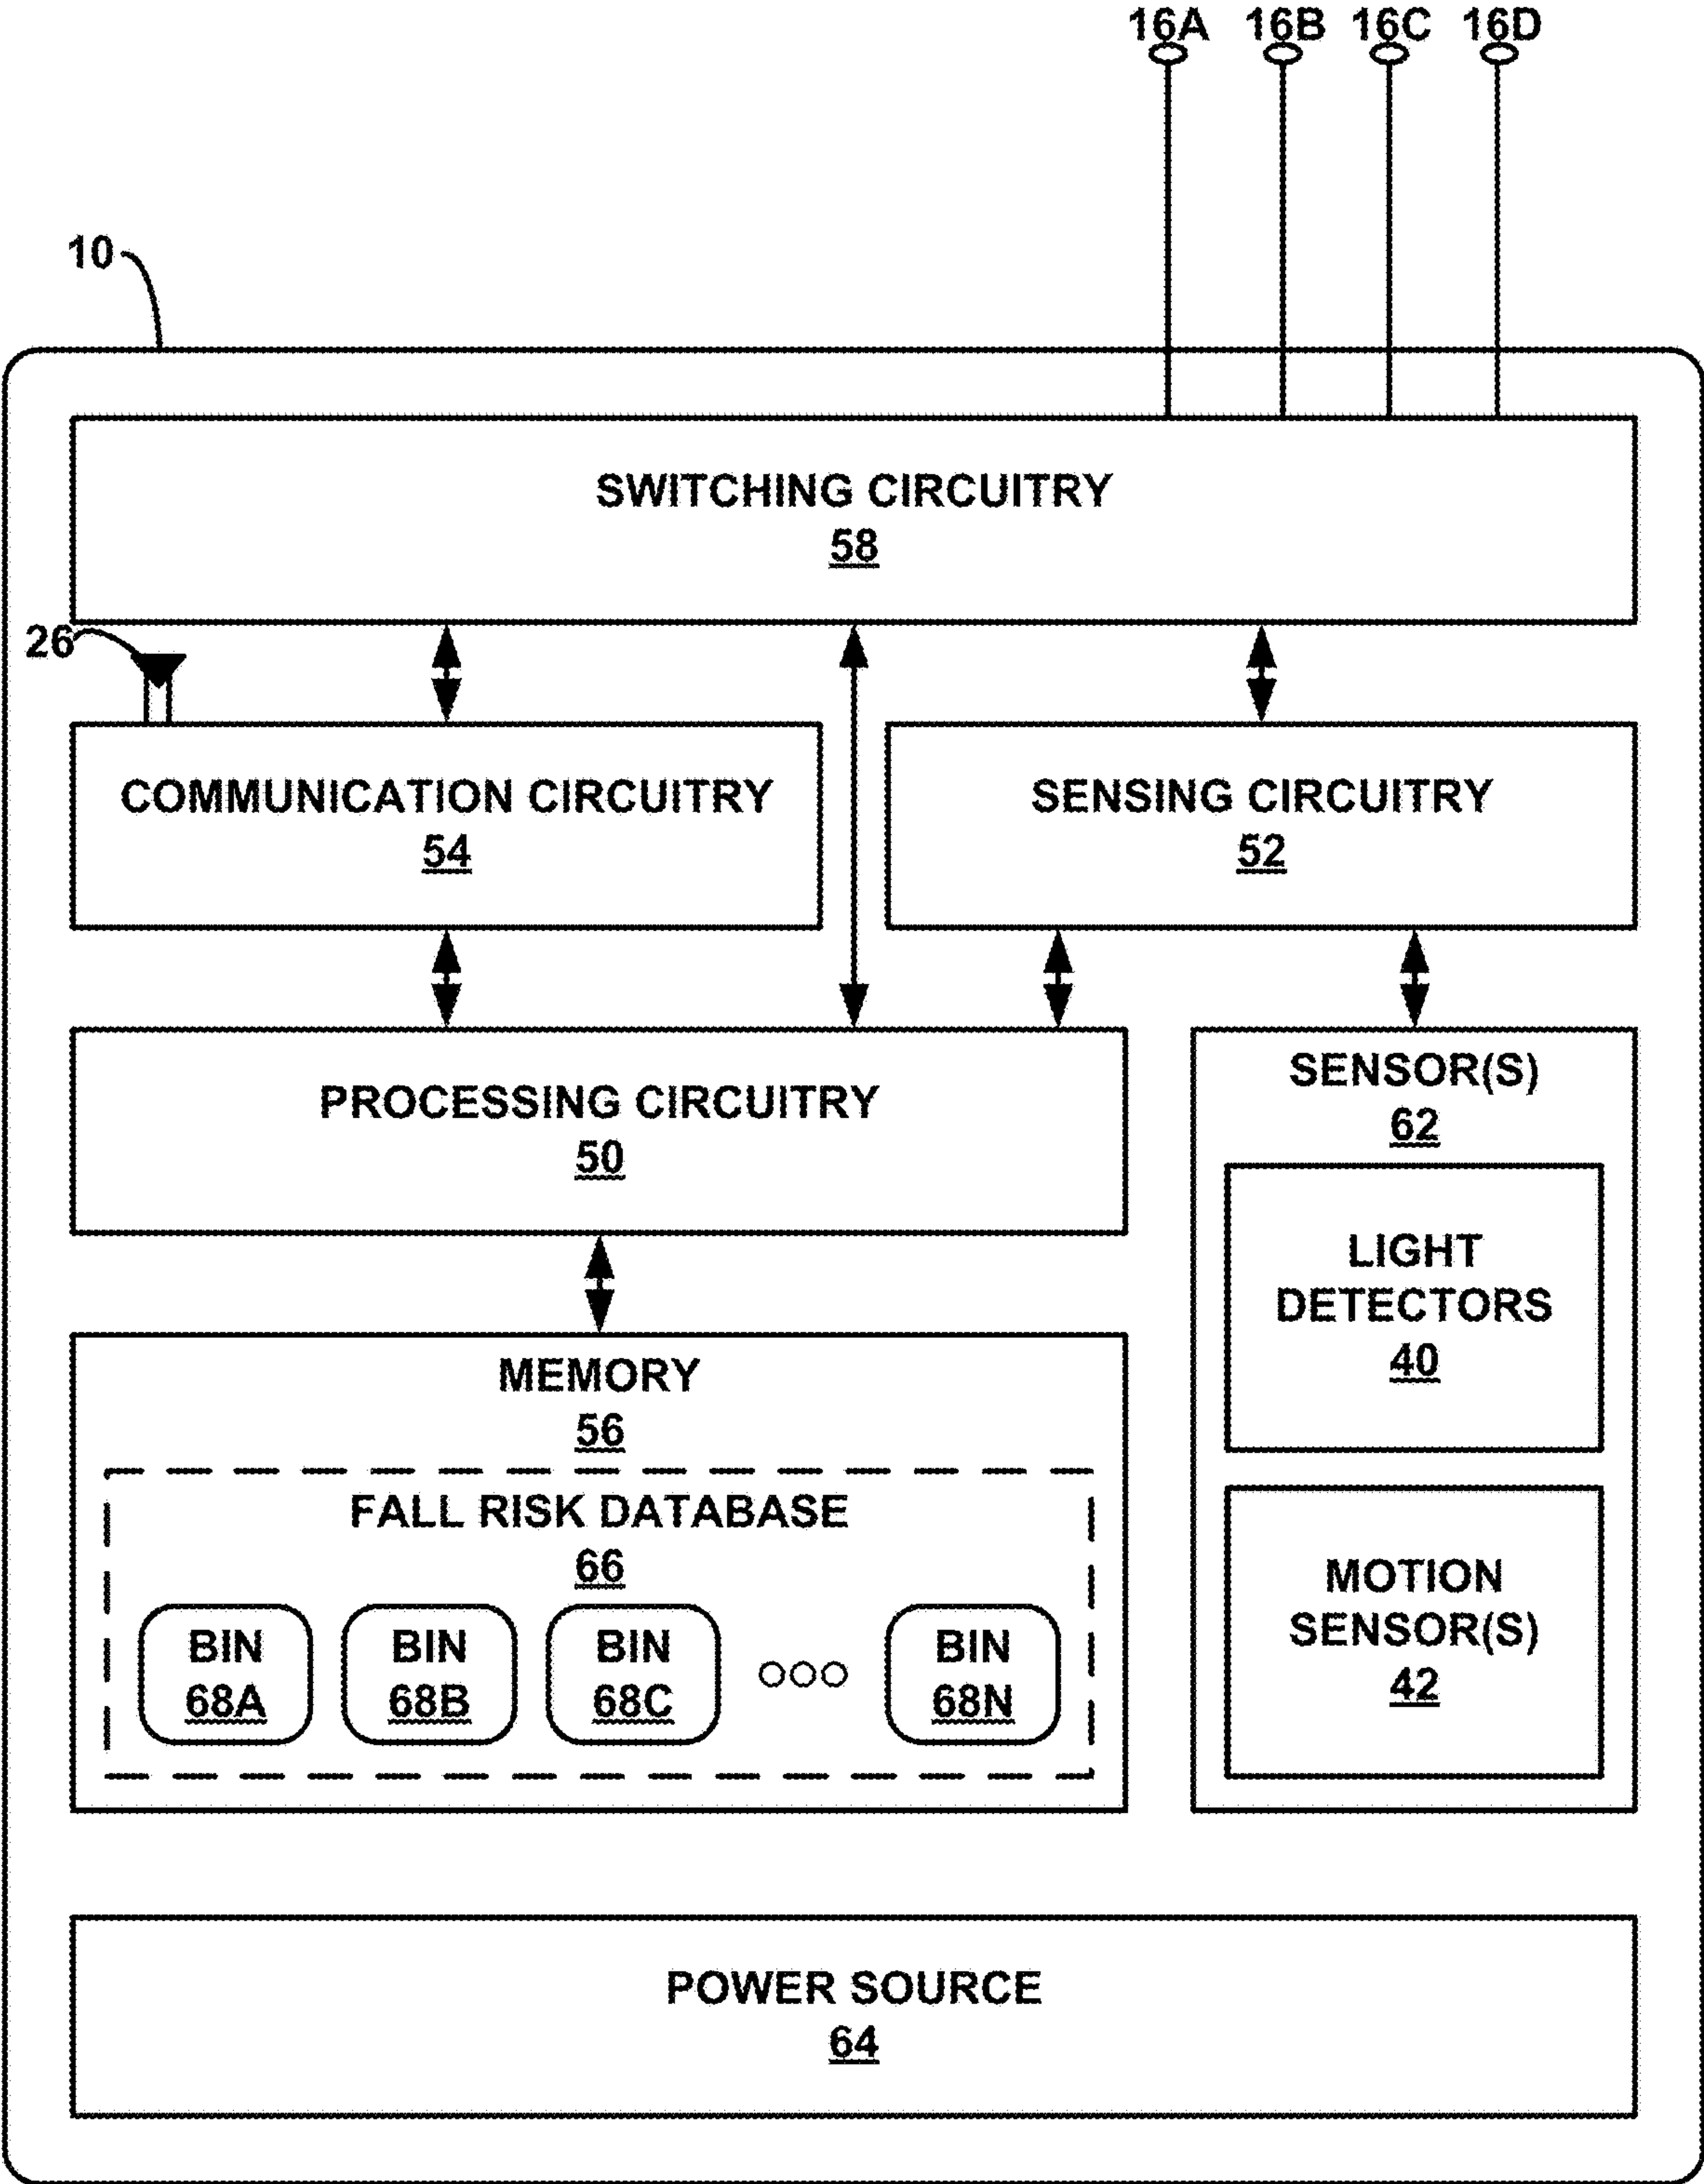 16A 16B 16C 16D
10
SWITCHING CIRCUITRY
58
26
COMMUNICATION CIRCUITRY
54
SENSING CIRCUITRY
52
PROCESSING CIRCUITRY
50
SENSOR(S)
62
LIGHT
DETECTORS
40
MOTION
SENSOR(S)
42
MEMORY
56
FALL RISK DATABASE
66
BIN
68A
BIN
68B
BIN
68C
BIN
68N
POWER SOURCE
64